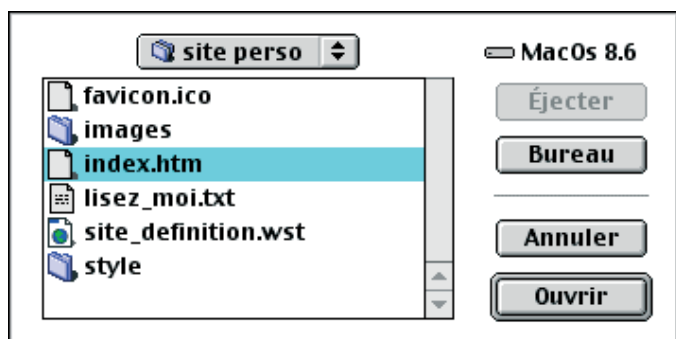 site perso
MacOs 8.6
favicon.ico
images
index.htm
lisez_moi.txt
site_definition.wst
style
Éjecter
Bureau
Annuler
Ouvrir